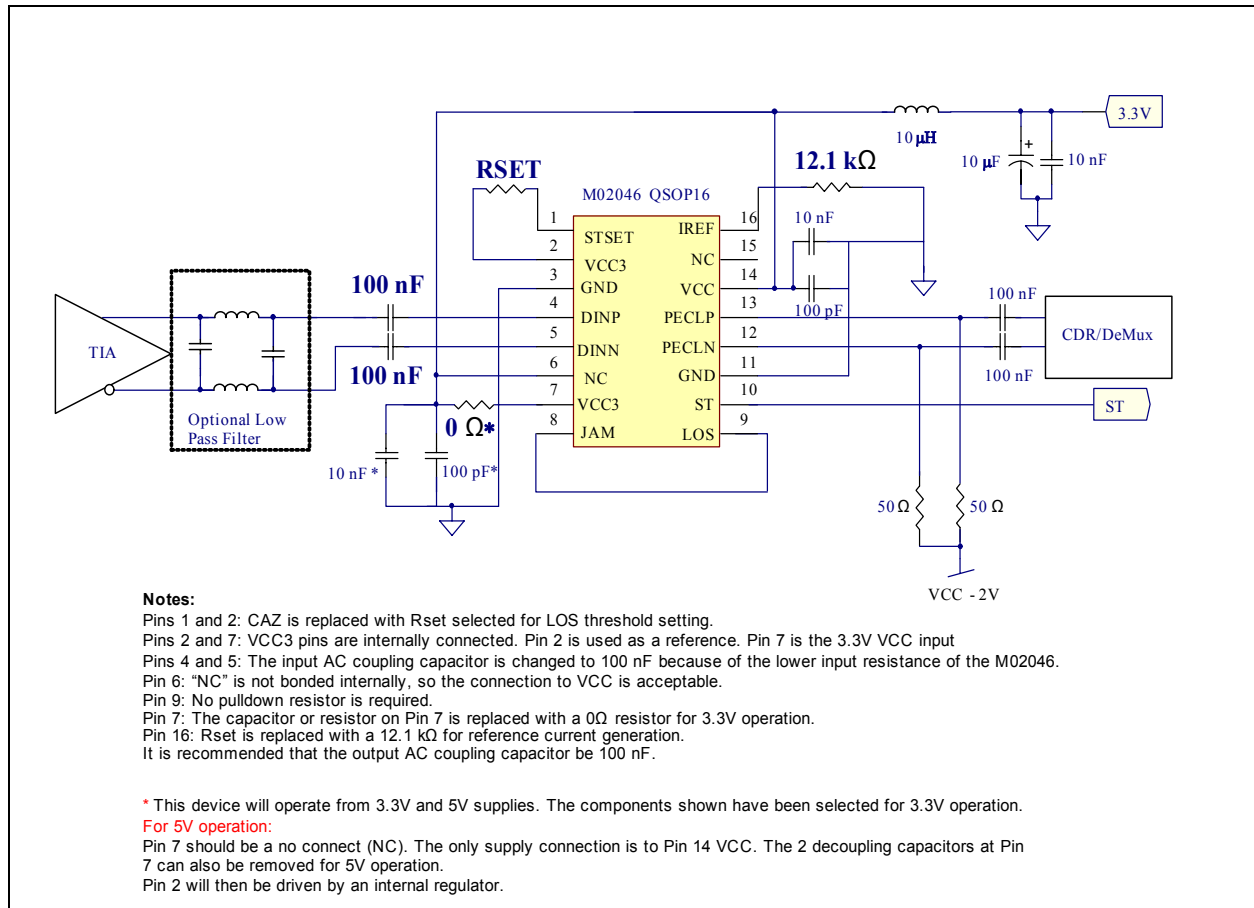 3.3V
10 µH
10 µF
+
10 nF
12.1 kΩ
RSET
M02046 QSOP16
1
2
3
4
5
6
7
8
STSET
VCC3
GND
DINP
DINN
NC
VCC3
JAM
16
15
14
13
12
11
10
9
IREF
NC
VCC
PECLP
PECLN
GND
ST
LOS
10 nF
100 pF
100 nF
100 nF
TIA
Optional Low
Pass Filter
0 Ω*
10 nF *
100 pF*
100 nF
100 nF
CDR/DeMux
ST
50 Ω
50 Ω
VCC - 2V
Notes:
Pins 1 and 2: CAZ is replaced with Rset selected for LOS threshold setting.
Pins 2 and 7: VCC3 pins are internally connected. Pin 2 is used as a reference. Pin 7 is the 3.3V VCC input
Pins 4 and 5: The input AC coupling capacitor is changed to 100 nF because of the lower input resistance of the M02046.
Pin 6: “NC” is not bonded internally, so the connection to VCC is acceptable.
Pin 9: No pulldown resistor is required.
Pin 7: The capacitor or resistor on Pin 7 is replaced with a 0Ω resistor for 3.3V operation.
Pin 16: Rset is replaced with a 12.1 kΩ for reference current generation.
It is recommended that the output AC coupling capacitor be 100 nF.
* This device will operate from 3.3V and 5V supplies. The components shown have been selected for 3.3V operation.
For 5V operation:
Pin 7 should be a no connect (NC). The only supply connection is to Pin 14 VCC. The 2 decoupling capacitors at Pin
7 can also be removed for 5V operation.
Pin 2 will then be driven by an internal regulator.